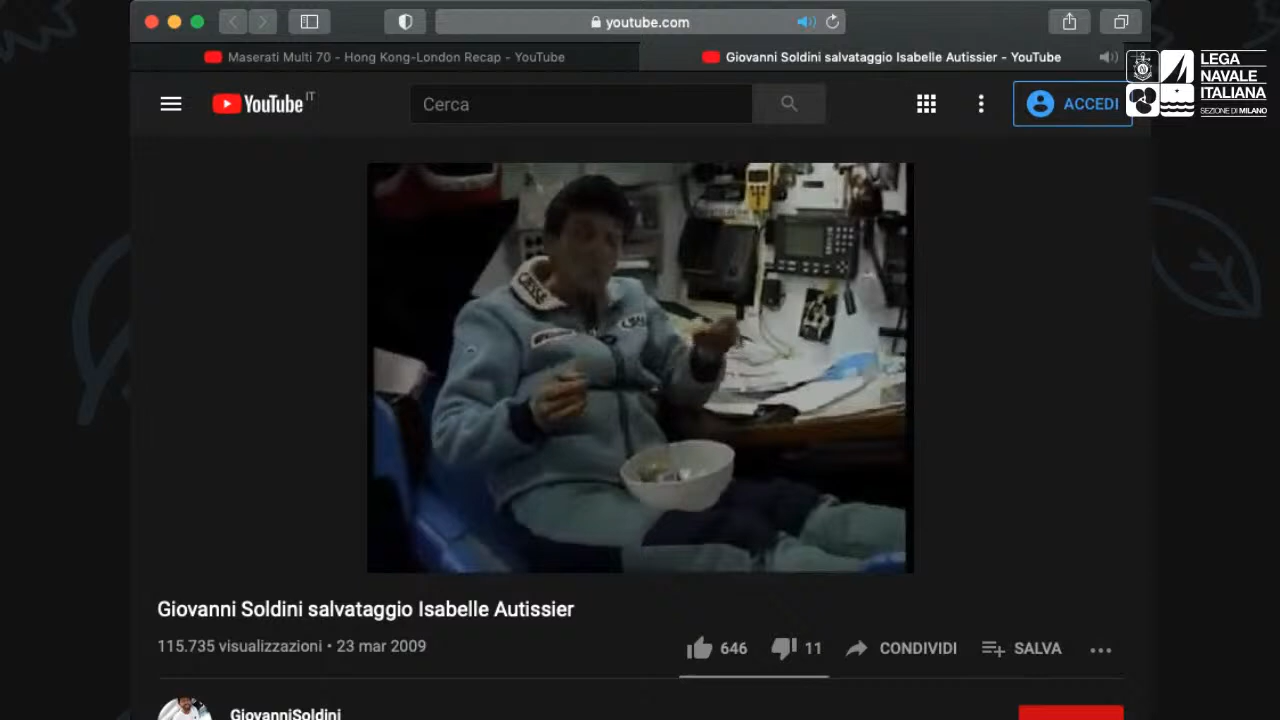 youtube.com
Maserati Multi 70 - Hong Kong-London Recap - YouTube
Giovanni Soldini salvataggio Isabelle Autissier - YouTube
LEGA
NAVALE
ITALIANA
SEZIONE DI MILANO
YouTube IT
Cerca
ACCEDI
Giovanni Soldini salvataggio Isabelle Autissier
115.735 visualizzazioni • 23 mar 2009
646
11
CONDIVIDI
SALVA
GiovanniSoldini